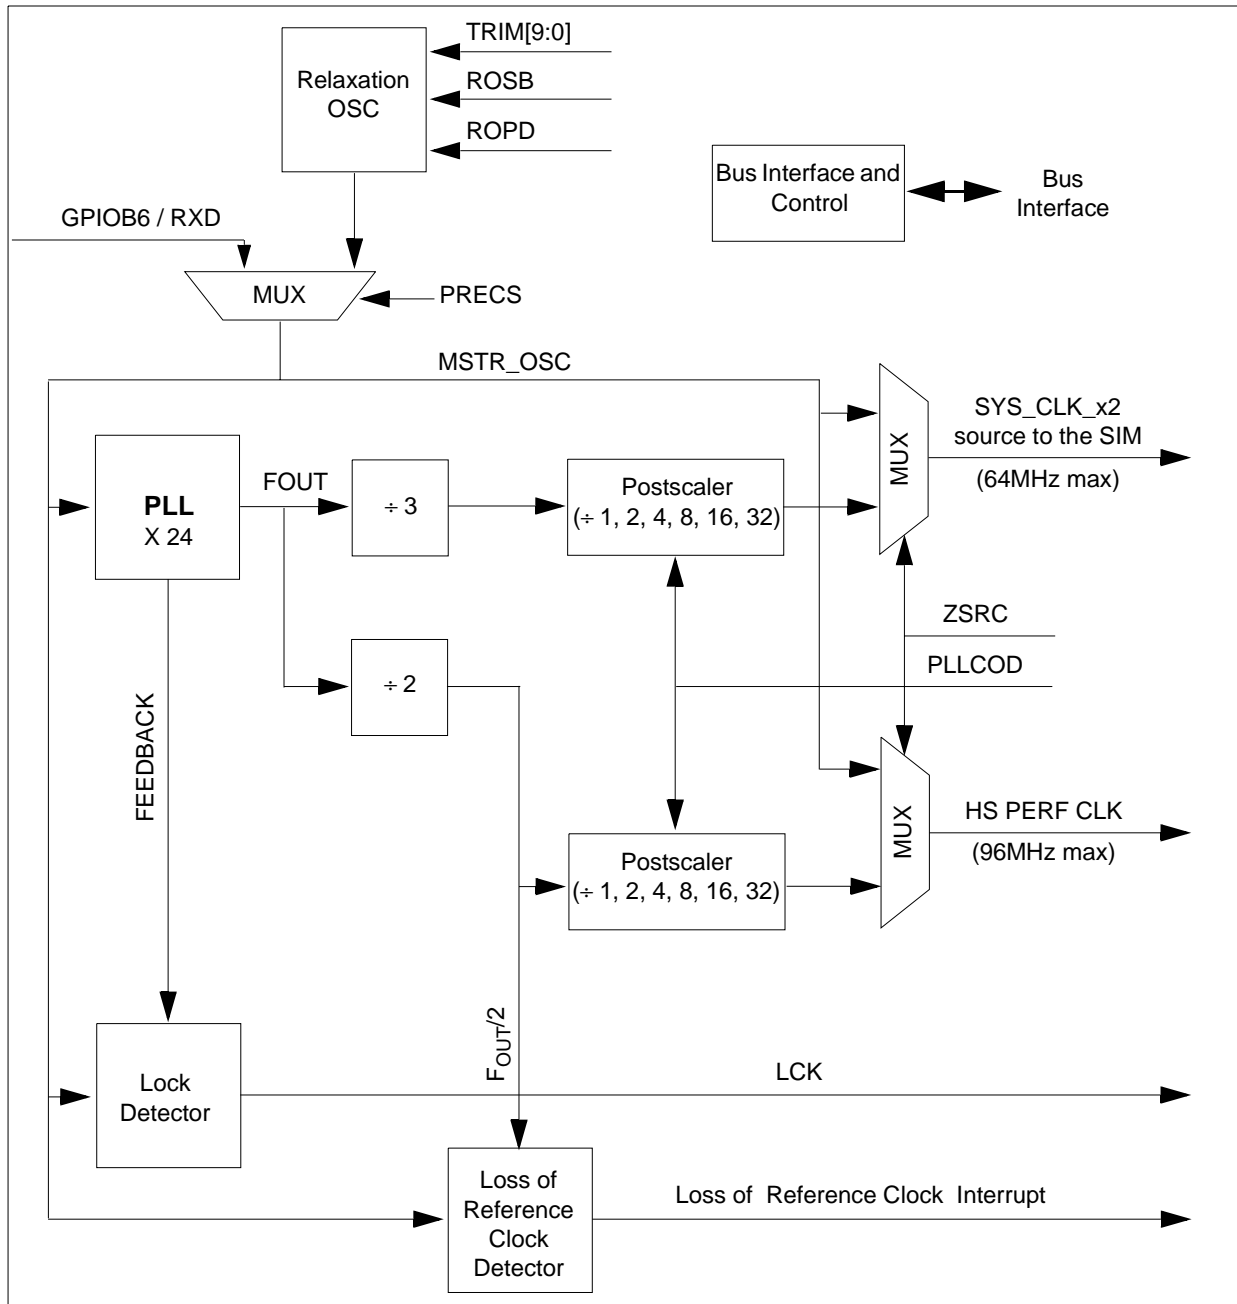 TRIM[9:0]
Relaxation
OSC
ROSB
ROPD
Bus Interface and
Control
Bus
Interface
GPIOB6 / RXD
MUX
PRECS
MSTR_OSC
SYS_CLK_x2
source to the SIM
(64MHz max)
MUX
PLL
X 24
FOUT
÷ 3
Postscaler
(÷ 1, 2, 4, 8, 16, 32)
ZSRC
PLLCOD
÷ 2
FEEDBACK
MUX
HS PERF CLK
(96MHz max)
Postscaler
(÷ 1, 2, 4, 8, 16, 32)
FOUT/2
Lock
Detector
LCK
Loss of
Reference
Clock
Detector
Loss of Reference Clock Interrupt